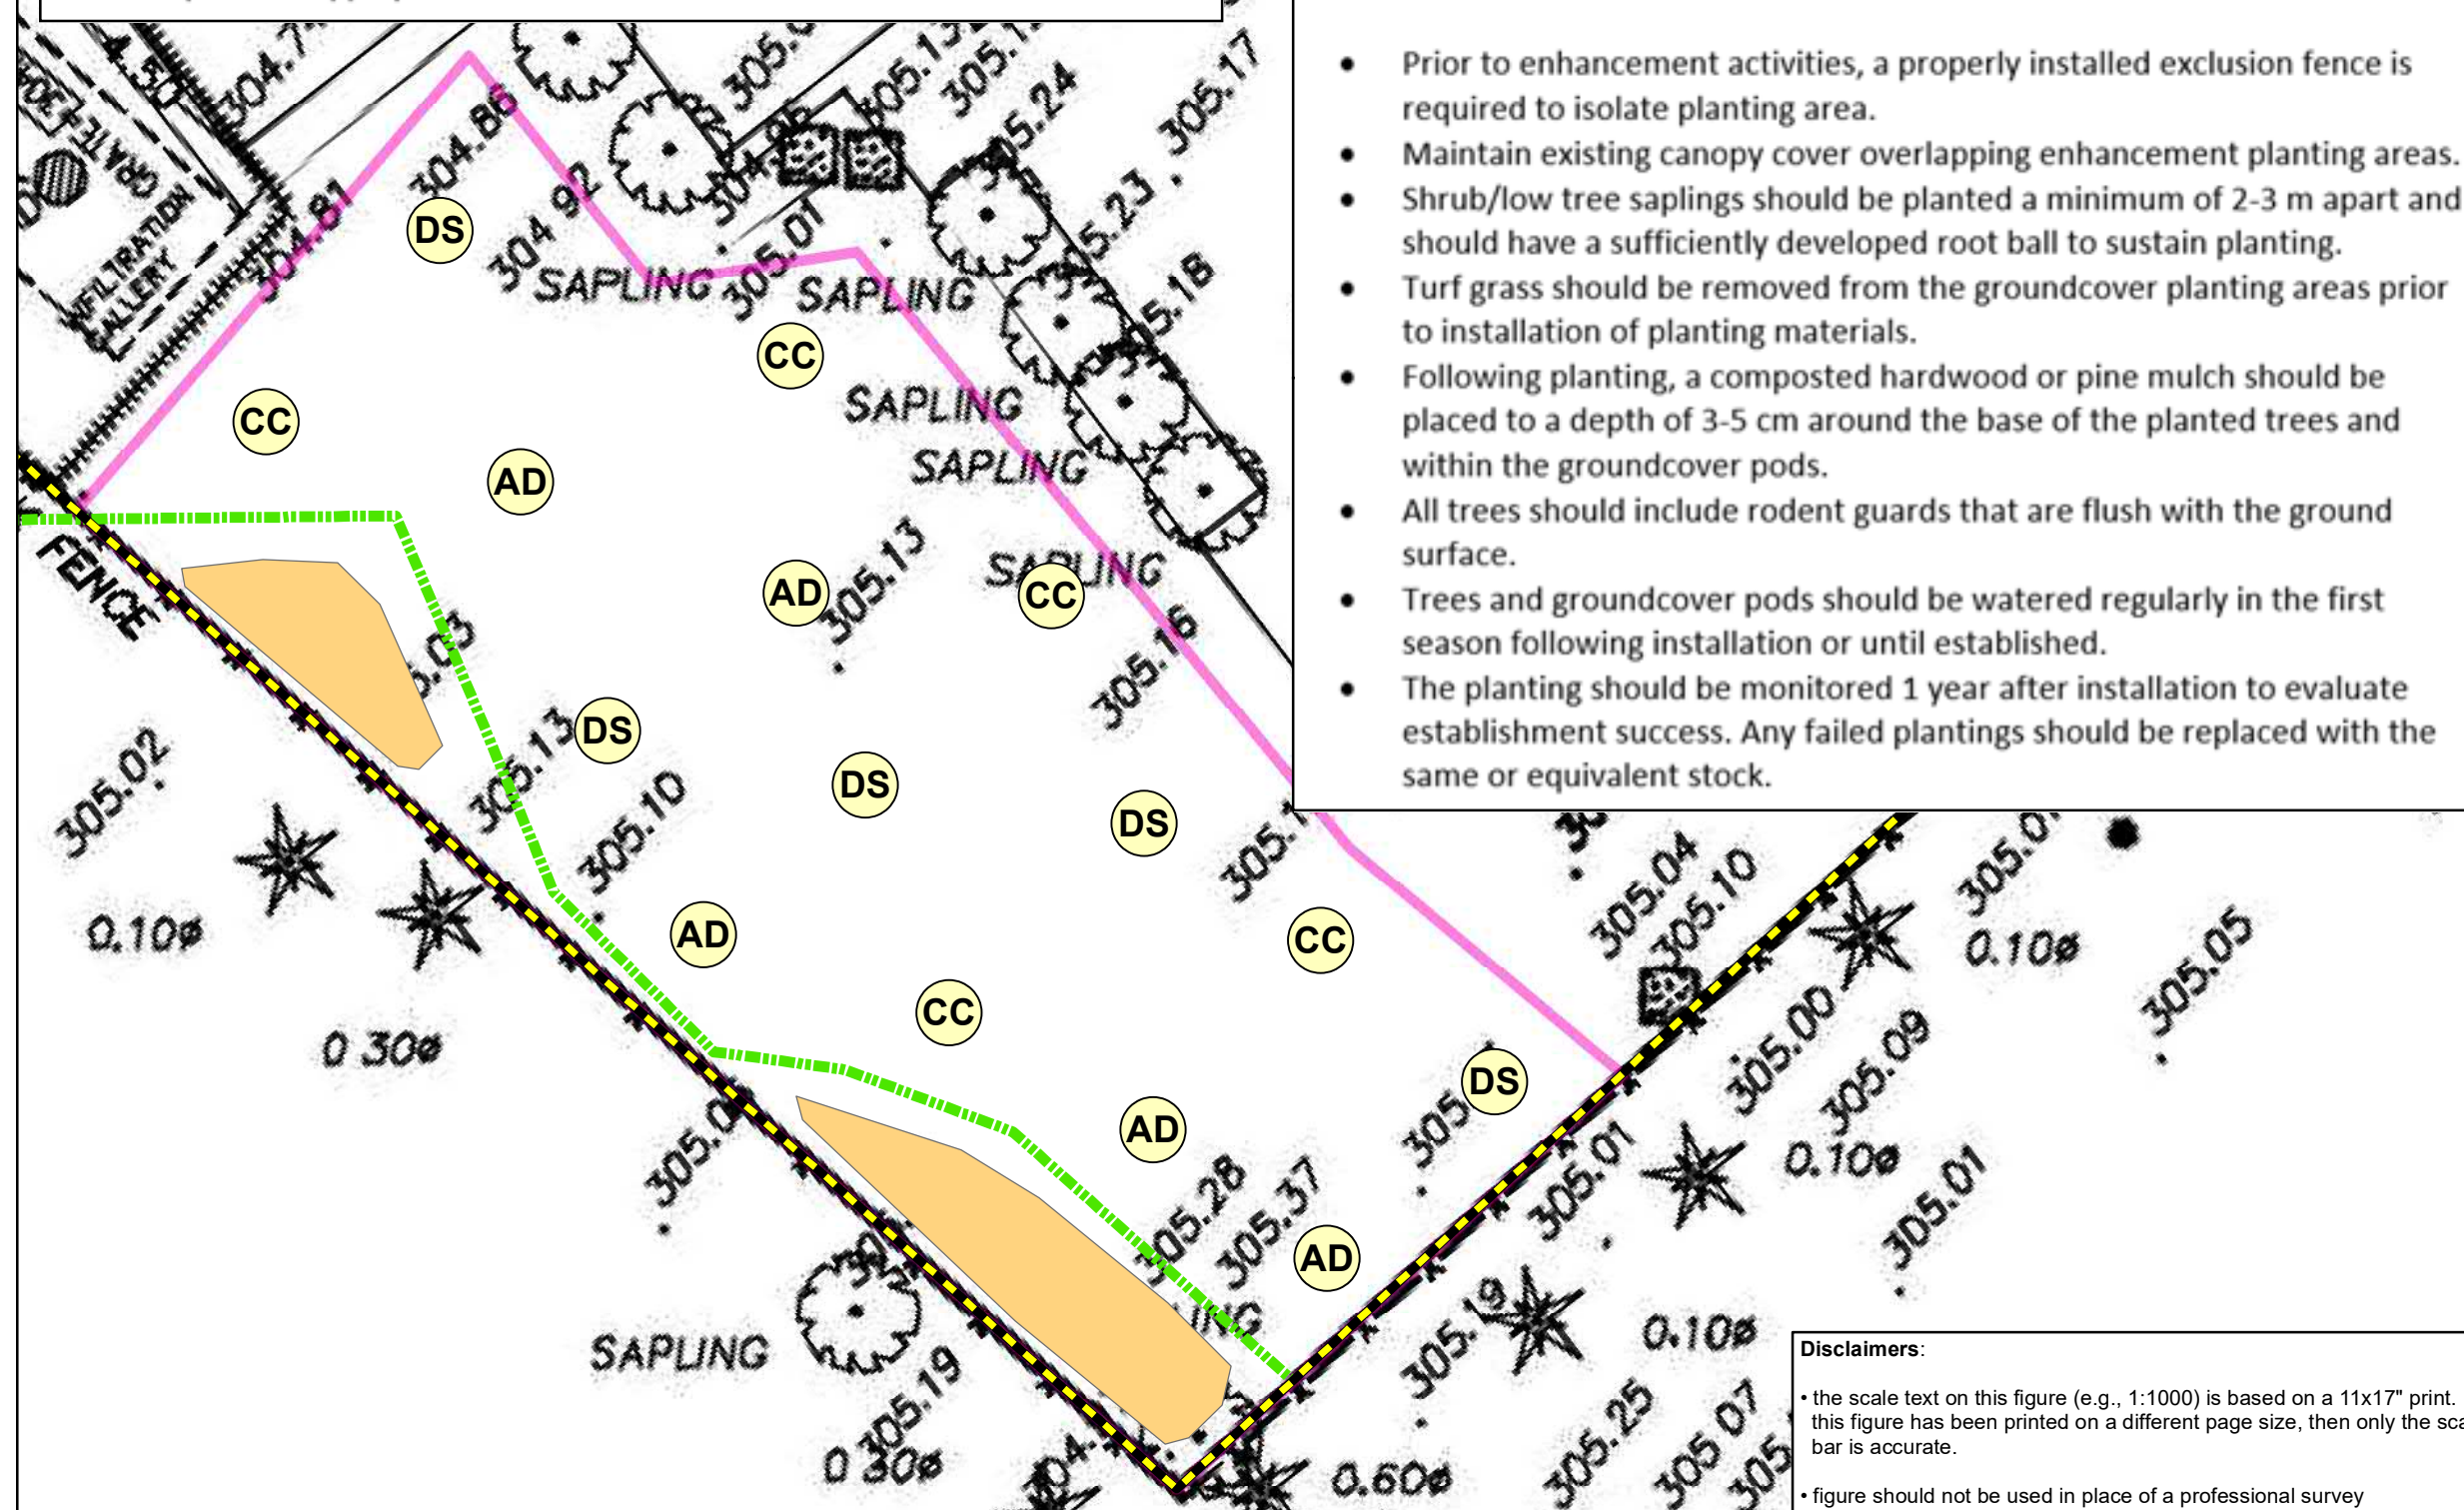 • Prior to enhancement activities, a properly installed exclusion fence is
required to isolate planting area.
• Maintain existing canopy cover overlapping enhancement planting areas.
• Shrub/low tree saplings should be planted a minimum of 2-3 m apart and
should have a sufficiently developed root ball to sustain planting.
• Turf grass should be removed from the groundcover planting areas prior
to installation of planting materials.
• Following planting, a composted hardwood or pine mulch should be
placed to a depth of 3-5 cm around the base of the planted trees and
within the groundcover pods.
• All trees should include rodent guards that are flush with the ground
surface.
• Trees and groundcover pods should be watered regularly in the first
season following installation or until established.
• The planting should be monitored 1 year after installation to evaluate
establishment success. Any failed plantings should be replaced with the
same or equivalent stock.
305.17
305.24
304.86
GRATE
304.92
305.01
DS
SAPLING
SAPLING
CC
SAPLING
CC
SAPLING
AD
FENCE
305.13
AD
SAPLING
CC
305.16
305.02
305.13
DS
305.10
DS
DS
0.10ø
AD
CC
305.04
305.10
0.10ø
305.05
CC
0 30ø
305.00
305.09
DS
AD
305.01
0.10ø
305.01
305.28
305.37
AD
SAPLING
305.19
0.10ø
305.19
0 30ø
0.60ø
305.25
305 07
Disclaimers:
• the scale text on this figure (e.g., 1:1000) is based on a 11x17" print.
this figure has been printed on a different page size, then only the
bar is accurate.
• figure should not be used in place of a professional survey